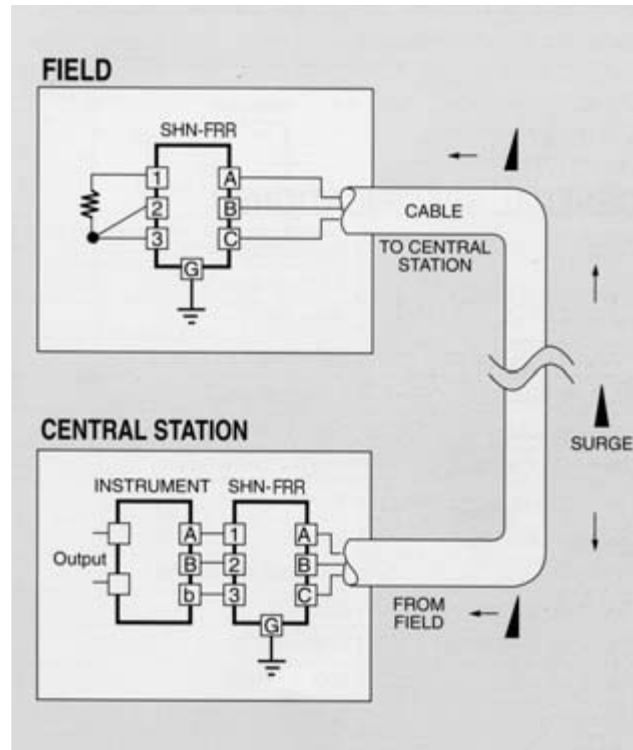 FIELD
SHN-FRR
1
A
2
B
3
C
G
CABLE
TO CENTRAL
STATION
SURGE
CENTRAL STATION
INSTRUMENT
SHN-FRR
Output
A
1
A
B
2
B
b
3
C
G
FROM
FIELD